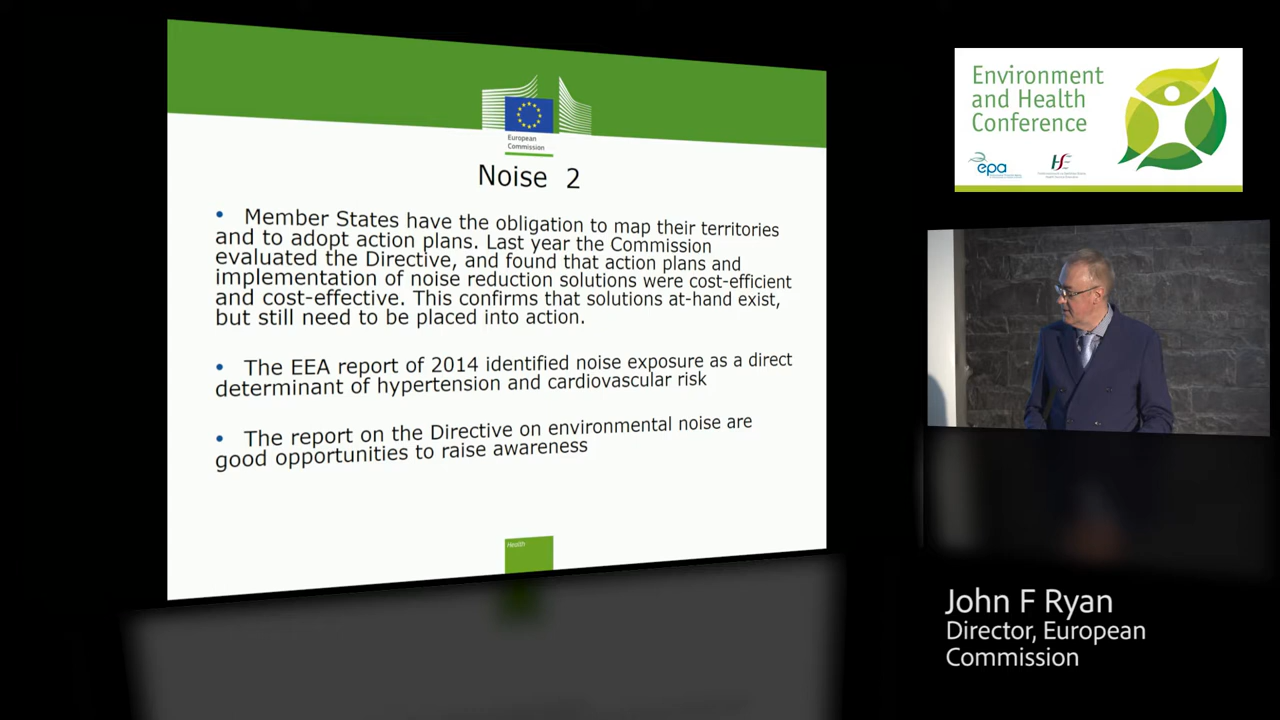 European
Commission
Noise 2
• Member States have the obligation to map their territories
and to adopt action plans. Last year the Commission
evaluated the Directive, and found that action plans and
implementation of noise reduction solutions were cost-efficient
and cost-effective. This confirms that solutions at-hand exist,
but still need to be placed into action.
• The EEA report of 2014 identified noise exposure as a direct
determinant of hypertension and cardiovascular risk
• The report on the Directive on environmental noise are
good opportunities to raise awareness
Health
Environment
and Health
Conference
epa
John F Ryan
Director, European
Commission